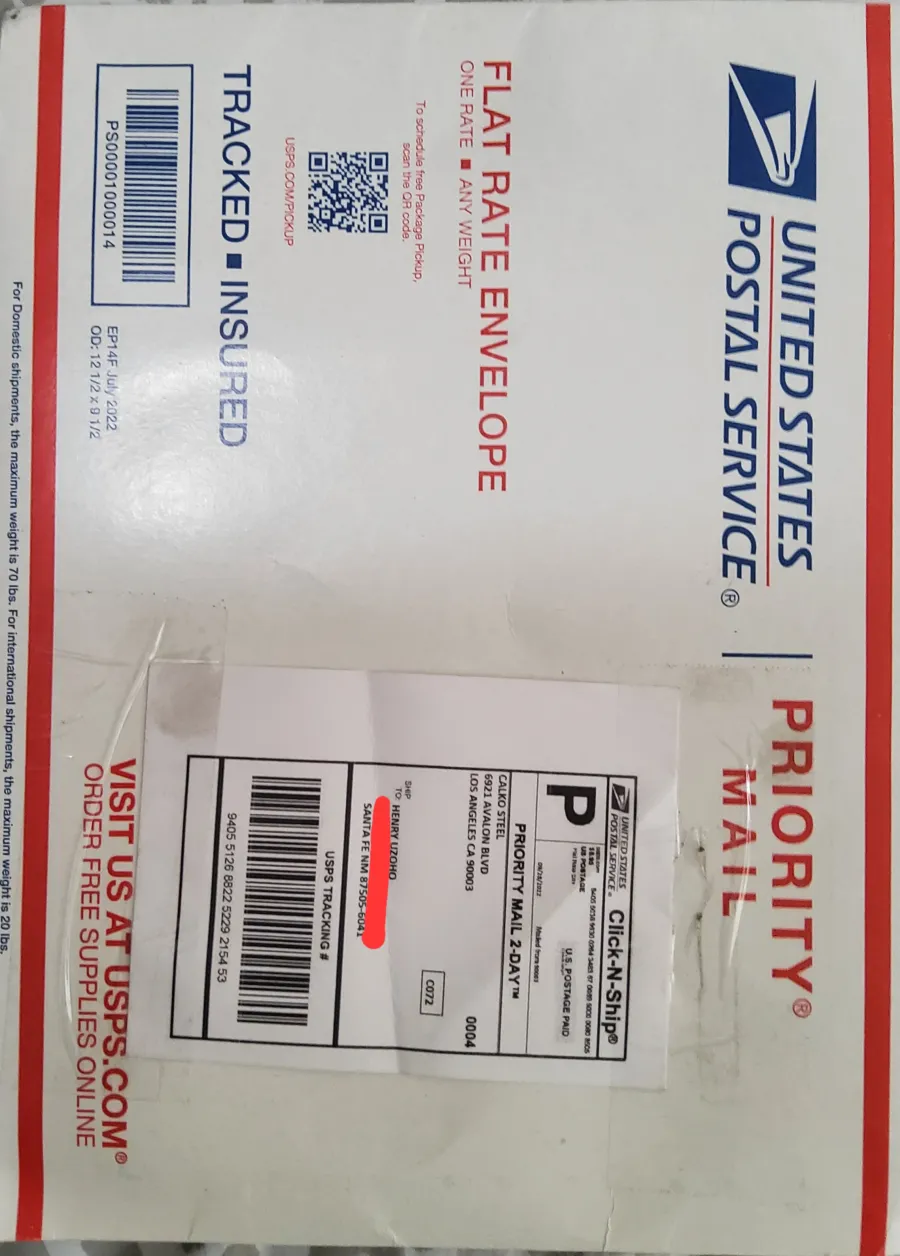 UNITED STATES
POSTAL SERVICE®
PRIORITY®
MAIL
FLAT RATE ENVELOPE
ONE RATE ■ ANY WEIGHT
To schedule free Package Pickup,
scan the QR code.
USPS.COM/PICKUP
TRACKED ■ INSURED
PS00001000014
EP14F July 2022
OD: 12 1/2 x 9 1/2
UNITED STATES
POSTAL SERVICE®
Click-N-Ship®
P
US POSTAGE
U.S. POSTAGE PAID
Mailed from
PRIORITY MAIL 2-DAY™
CALKO STEEL
6921 AVALON BLVD
LOS ANGELES CA 90003
0004
C072
SHIP
TO:
HENRY UZOHO
SANTA FE NM 87505-6041
USPS TRACKING #
9405 5126 8822 5229 2154 53
VISIT US AT USPS.COM®
ORDER FREE SUPPLIES ONLINE
For Domestic shipments, the maximum weight is 70 lbs. For international shipments, the maximum weight is 20 lbs.